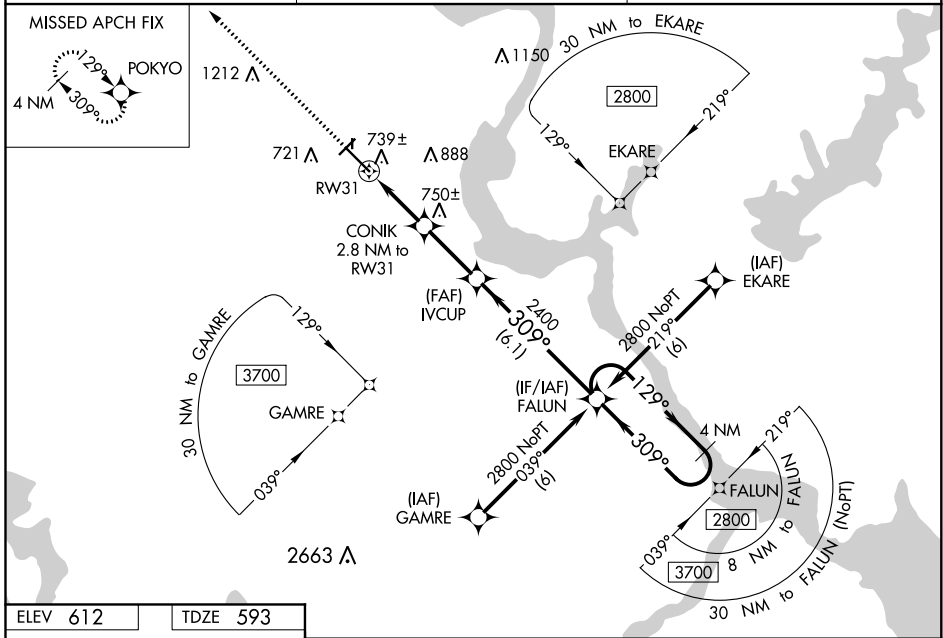 MISSED APCH FIX
129°
POKYO
4 NM
309°
1212
1150
30 NM to EKARE
2800
129°
219°
EKARE
721
739±
888
RW31
750±
CONIK
2.8 NM to
RW31
(FAF)
IVCUP
2400
309°
(6.1)
(IAF)
EKARE
2800 NoPT
219°
(6)
30 NM to GAMRE
129°
3700
GAMRE
039°
(IF/IAF)
FALUN
129°
4 NM
309°
2800 NoPT
039°
(6)
(IAF)
GAMRE
219°
FALUN
2800
039°
8 NM to FALUN
3700
30 NM to FALUN (NoPT)
2663
ELEV 612
TDZE 593